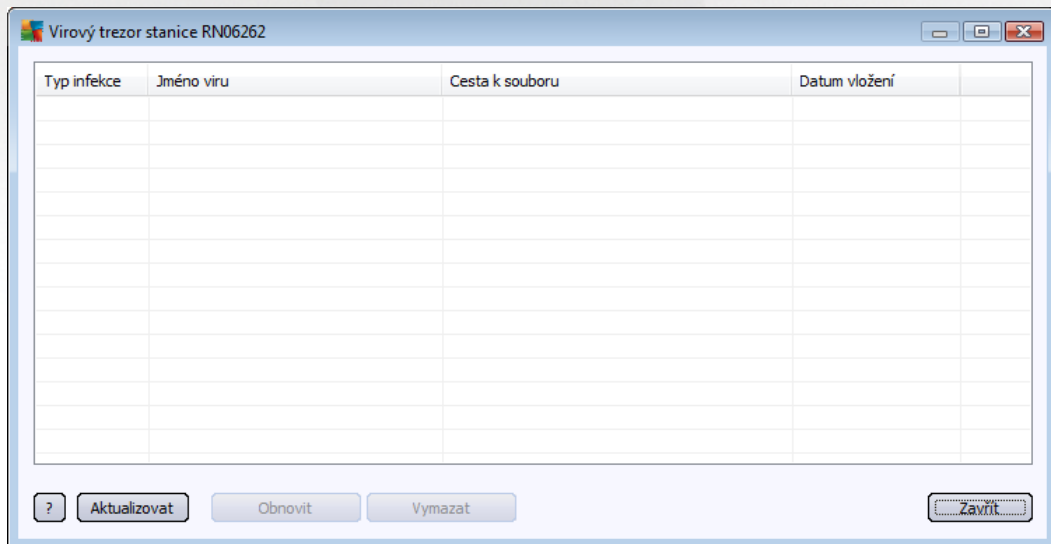 Virový trezor stanice RN06262
Typ infekce Jméno viru Cesta k souboru Datum vložení
? Aktualizovat Obnovit Vymazat Zavřít